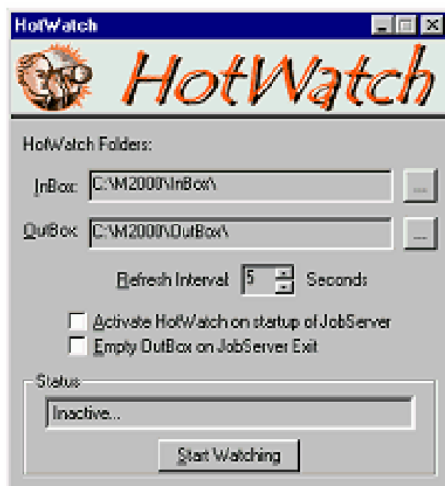 HotWatch
HotWatch
HotWatch Folders:
InBox: C:\M2000\InBox\ ...
OutBox: C:\M2000\OutBox\ ...
Refresh Interval: 5 Seconds
Activate HotWatch on startup of JobServer
Empty OutBox on JobServer Exit
Status
Inactive...
Start Watching